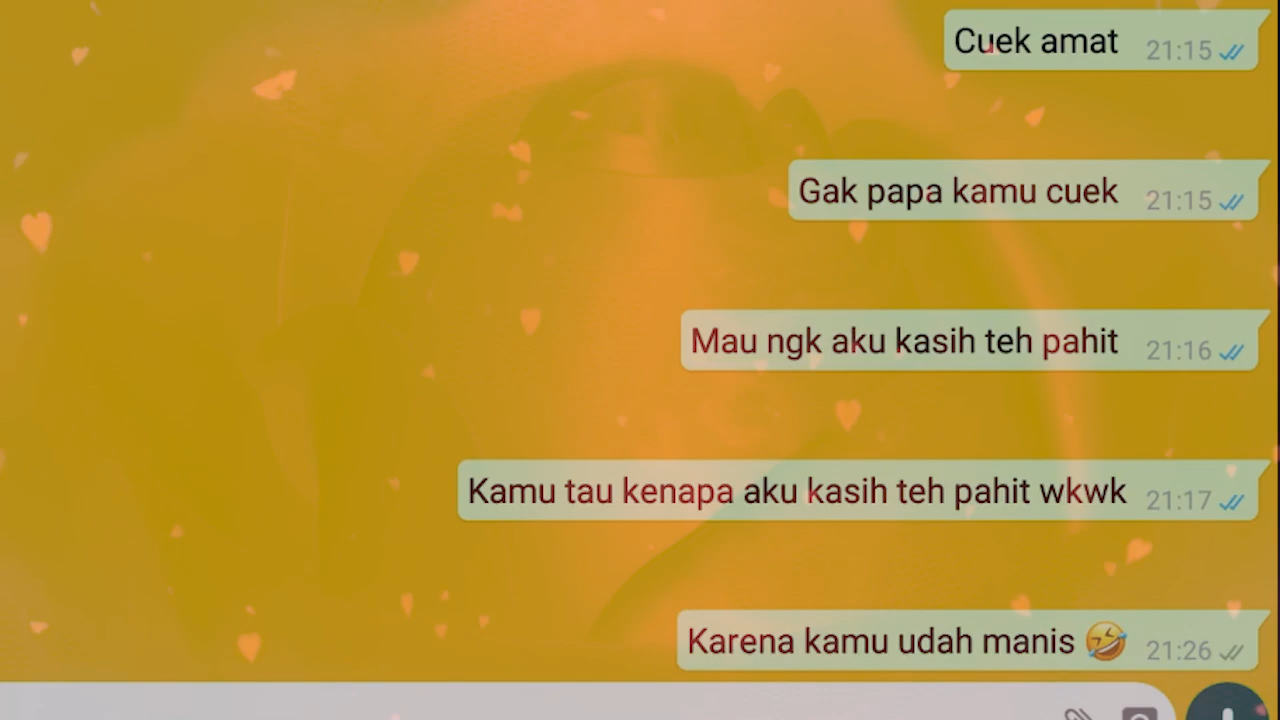 Cuek amat 21:15
Gak papa kamu cuek 21:15
Mau ngk aku kasih teh pahit 21:16
Kamu tau kenapa aku kasih teh pahit wkwk 21:17
Karena kamu udah manis 🤣 21:26